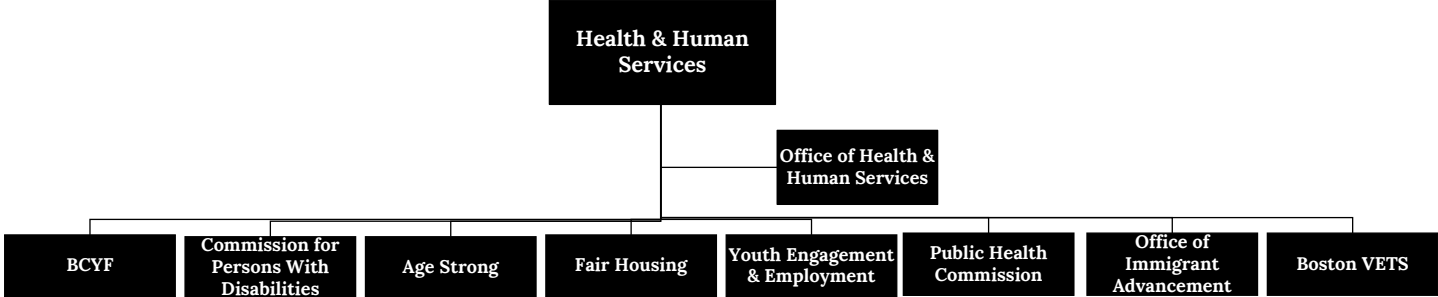 Health & Human
Services
Office of Health &
Human Services
BCYF
Commission for
Persons With
Disabilities
Age Strong
Fair Housing
Youth Engagement
& Employment
Public Health
Commission
Office of
Immigrant
Advancement
Boston VETS